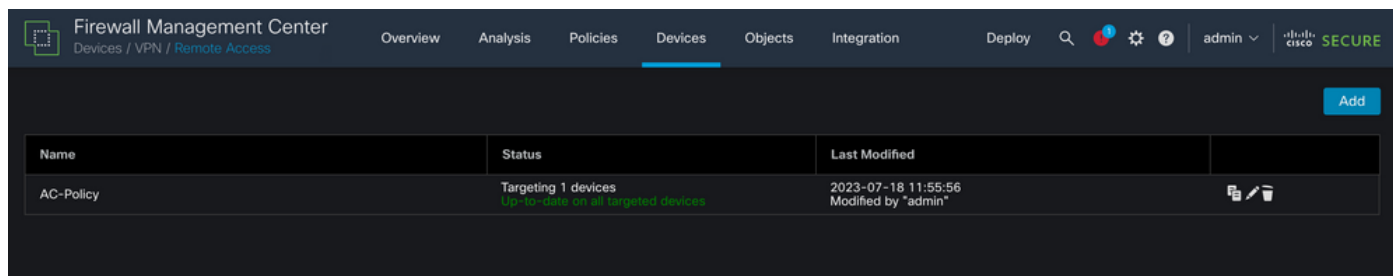 Firewall Management Center
Devices / VPN / Remote Access
Overview Analysis Policies Devices Objects Integration Deploy 1 ? admin cisco SECURE
Add
Name Status Last Modified
AC-Policy Targeting 1 devices 2023-07-18 11:55:56
Up-to-date on all targeted devices Modified by "admin"